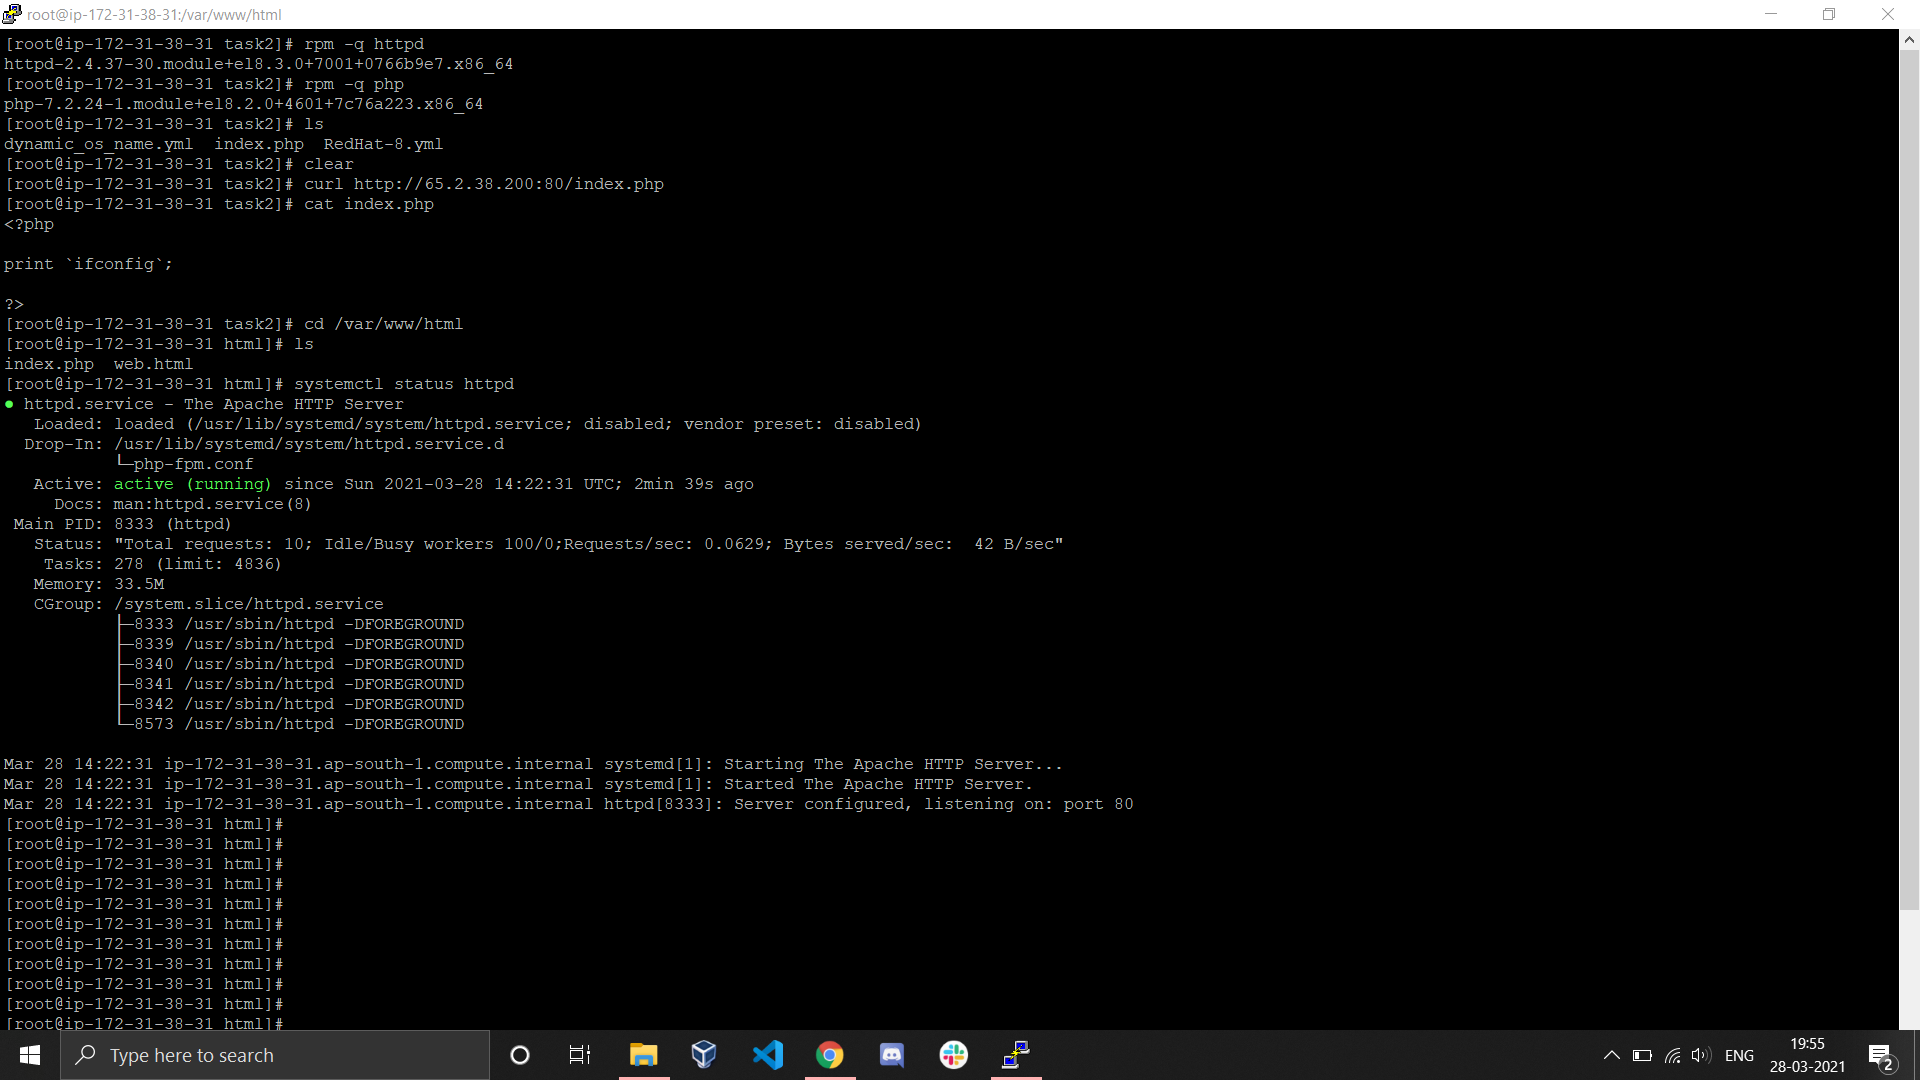 root@ip-172-31-38-31:/var/www/html
[root@ip-172-31-38-31 task2]# rpm -q httpd
httpd-2.4.37-30.module+el8.3.0+7001+0766b9e7.x86_64
[root@ip-172-31-38-31 task2]# rpm -q php
php-7.2.24-1.module+el8.2.0+4601+7c76a223.x86_64
[root@ip-172-31-38-31 task2]# ls
dynamic_os_name.yml  index.php  RedHat-8.yml
[root@ip-172-31-38-31 task2]# clear
[root@ip-172-31-38-31 task2]# curl http://65.2.38.200:80/index.php
[root@ip-172-31-38-31 task2]# cat index.php
<?php
print `ifconfig`;
?>
[root@ip-172-31-38-31 task2]# cd /var/www/html
[root@ip-172-31-38-31 html]# ls
index.php  web.html
[root@ip-172-31-38-31 html]# systemctl status httpd
● httpd.service - The Apache HTTP Server
   Loaded: loaded (/usr/lib/systemd/system/httpd.service; disabled; vendor preset: disabled)
  Drop-In: /usr/lib/systemd/system/httpd.service.d
           └─php-fpm.conf
   Active: active (running) since Sun 2021-03-28 14:22:31 UTC; 2min 39s ago
     Docs: man:httpd.service(8)
 Main PID: 8333 (httpd)
   Status: "Total requests: 10; Idle/Busy workers 100/0;Requests/sec: 0.0629; Bytes served/sec:  42 B/sec"
    Tasks: 278 (limit: 4836)
   Memory: 33.5M
   CGroup: /system.slice/httpd.service
           ├─8333 /usr/sbin/httpd -DFOREGROUND
           ├─8339 /usr/sbin/httpd -DFOREGROUND
           ├─8340 /usr/sbin/httpd -DFOREGROUND
           ├─8341 /usr/sbin/httpd -DFOREGROUND
           ├─8342 /usr/sbin/httpd -DFOREGROUND
           └─8573 /usr/sbin/httpd -DFOREGROUND
Mar 28 14:22:31 ip-172-31-38-31.ap-south-1.compute.internal systemd[1]: Starting The Apache HTTP Server...
Mar 28 14:22:31 ip-172-31-38-31.ap-south-1.compute.internal systemd[1]: Started The Apache HTTP Server.
Mar 28 14:22:31 ip-172-31-38-31.ap-south-1.compute.internal httpd[8333]: Server configured, listening on: port 80
[root@ip-172-31-38-31 html]#
[root@ip-172-31-38-31 html]#
[root@ip-172-31-38-31 html]#
[root@ip-172-31-38-31 html]#
[root@ip-172-31-38-31 html]#
[root@ip-172-31-38-31 html]#
[root@ip-172-31-38-31 html]#
[root@ip-172-31-38-31 html]#
[root@ip-172-31-38-31 html]#
[root@ip-172-31-38-31 html]#
[root@ip-172-31-38-31 html]#
Type here to search
ENG
19:55
28-03-2021
2